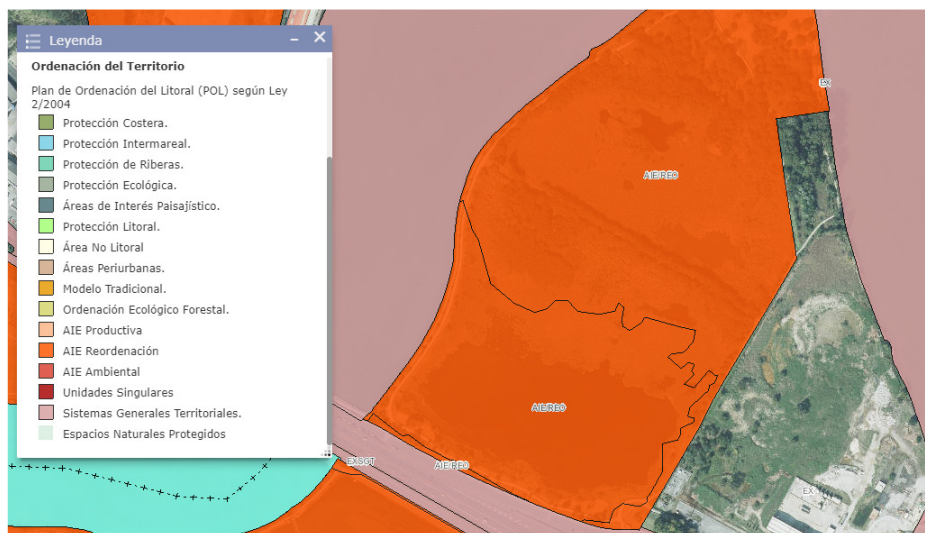 Leyenda
Ordenación del Territorio
Plan de Ordenación del Litoral (POL) según Ley
2/2004
Protección Costera.
Protección Intermareal.
Protección de Riberas.
Protección Ecológica.
Áreas de Interés Paisajístico.
Protección Litoral.
Área No Litoral
Áreas Periurbanas.
Modelo Tradicional.
Ordenación Ecológico Forestal.
AIE Productiva
AIE Reordenación
AIE Ambiental
Unidades Singulares
Sistemas Generales Territoriales.
Espacios Naturales Protegidos
EX
AIE/REO
AIE/REO
EXSGT
AIE/REO
EX